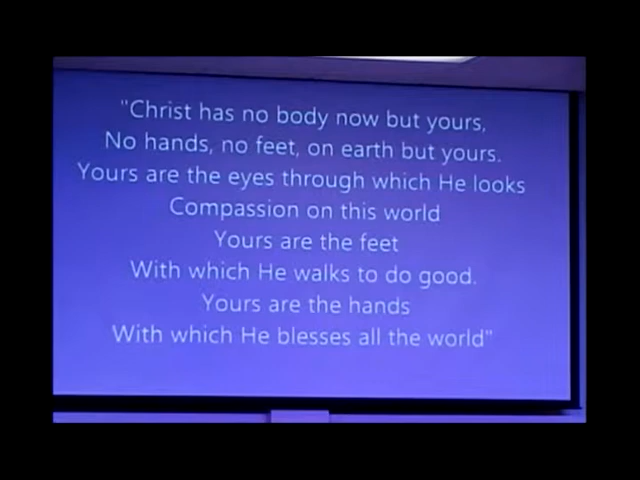 "Christ has no body now but yours,
No hands, no feet, on earth but yours.
Yours are the eyes through which He looks
Compassion on this world
Yours are the feet
With which He walks to do good.
Yours are the hands
With which He blesses all the world"